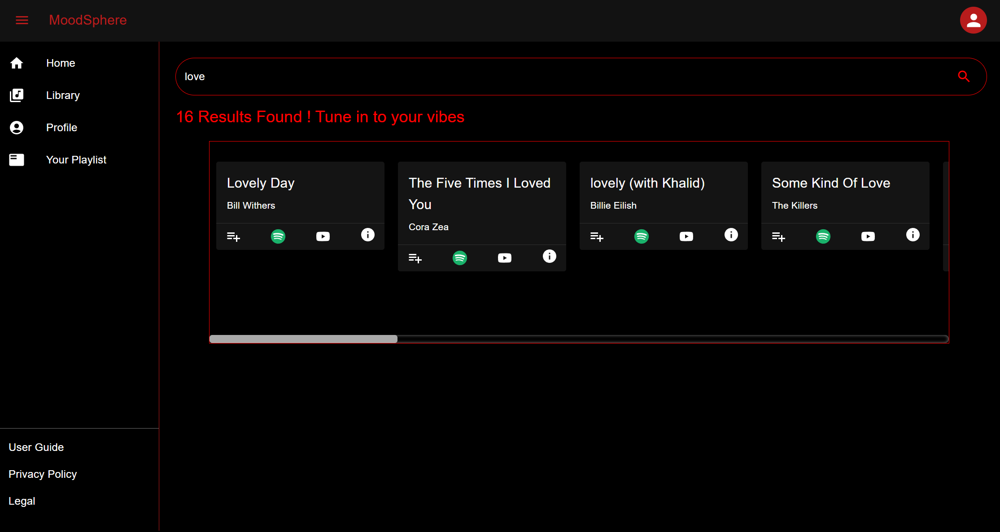 MoodSphere
Home
Library
Profile
Your Playlist
User Guide
Privacy Policy
Legal
love
16 Results Found ! Tune in to your vibes
Lovely Day
Bill Withers
The Five Times I Loved
You
Cora Zea
lovely (with Khalid)
Billie Eilish
Some Kind Of Love
The Killers